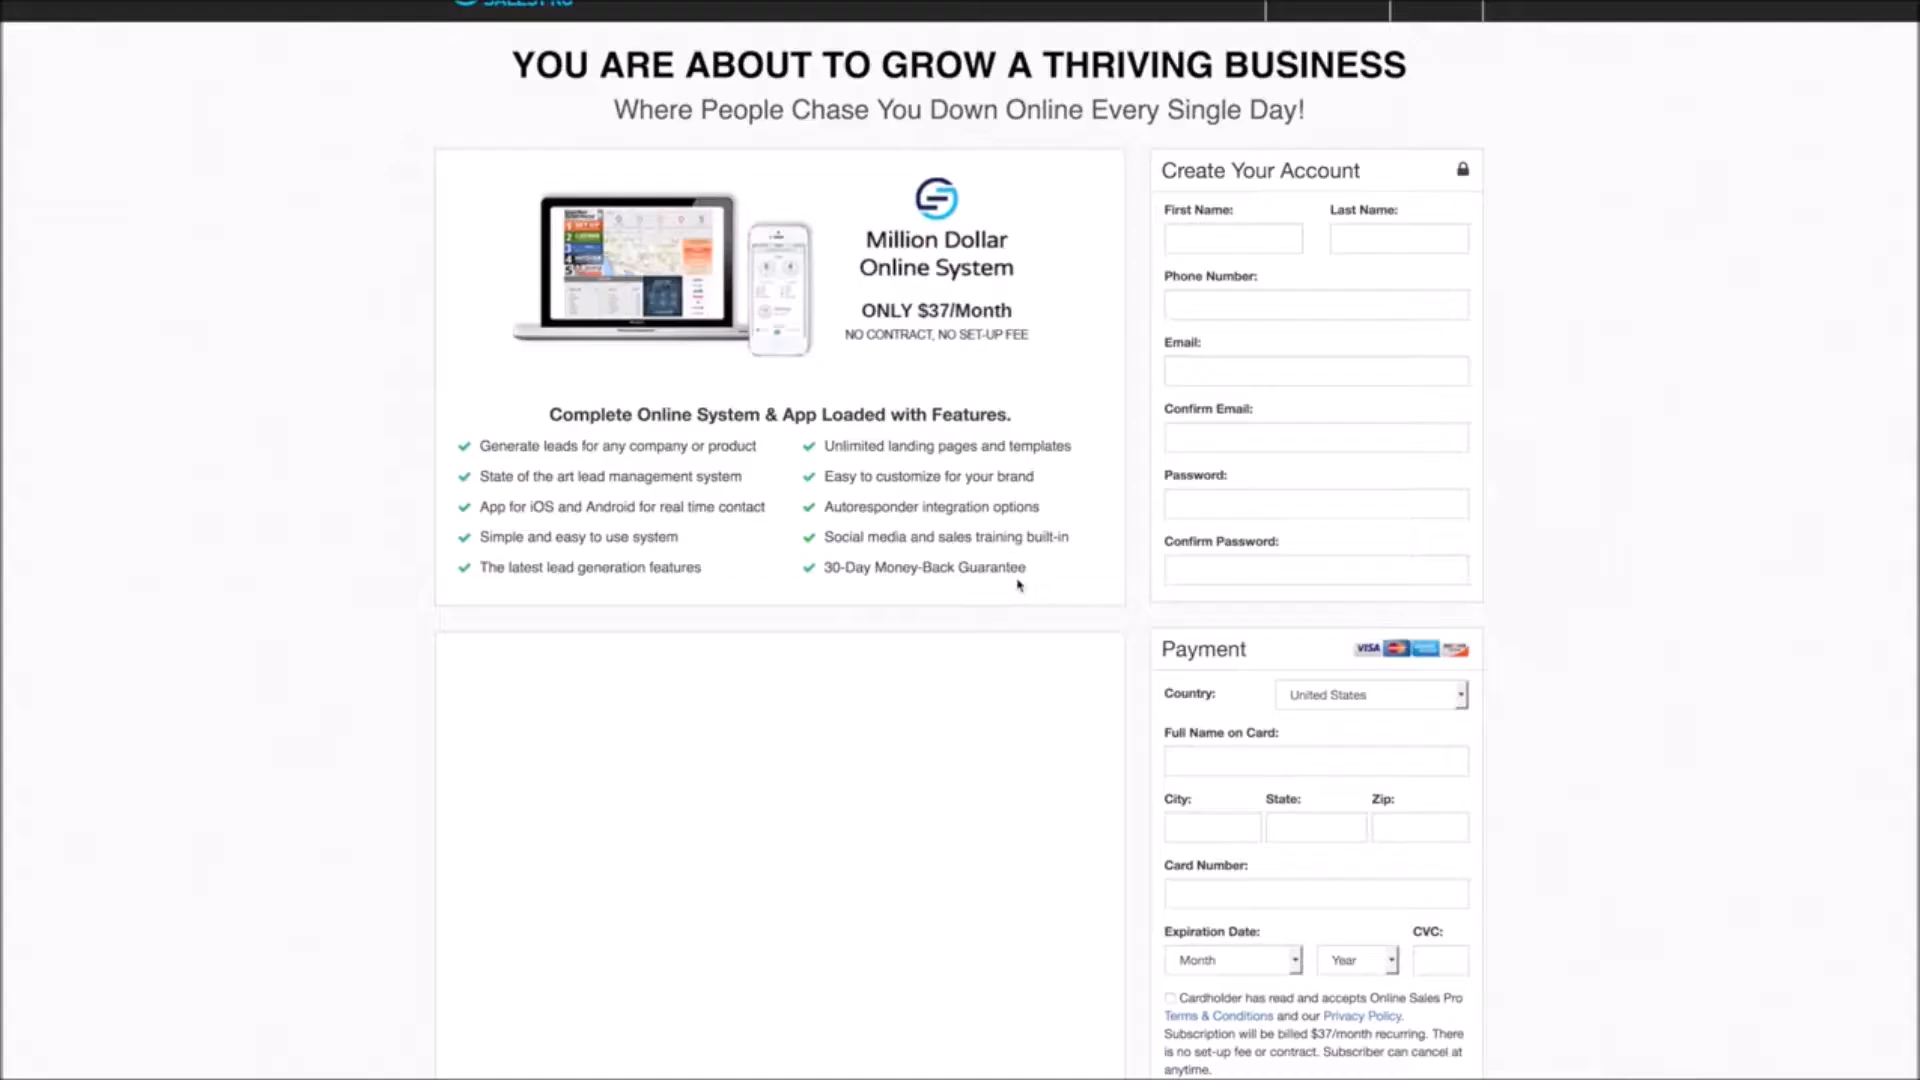 SALES PRO
YOU ARE ABOUT TO GROW A THRIVING BUSINESS
Where People Chase You Down Online Every Single Day!
Million Dollar
Online System
ONLY $37/Month
NO CONTRACT, NO SET-UP FEE
Complete Online System & App Loaded with Features.
Generate leads for any company or product
State of the art lead management system
App for iOS and Android for real time contact
Simple and easy to use system
The latest lead generation features
Unlimited landing pages and templates
Easy to customize for your brand
Autoresponder integration options
Social media and sales training built-in
30-Day Money-Back Guarantee
Create Your Account
First Name:
Last Name:
Phone Number:
Email:
Confirm Email:
Password:
Confirm Password:
Payment
VISA
Country:
United States
Full Name on Card:
City:
State:
Zip:
Card Number:
Expiration Date:
CVC:
Month
Year
Cardholder has read and accepts Online Sales Pro
Terms & Conditions and our Privacy Policy.
Subscription will be billed $37/month recurring. There
is no set-up fee or contract. Subscriber can cancel at
anytime.